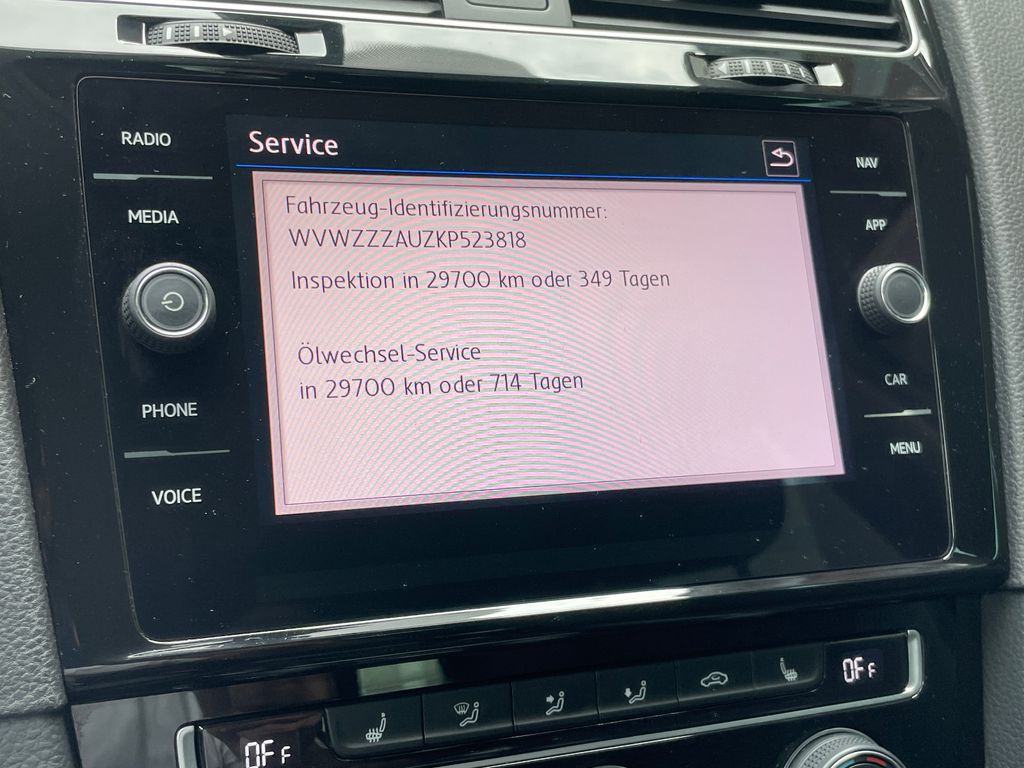 RADIO
MEDIA
PHONE
VOICE
Service
Fahrzeug-Identifizierungsnummer:
WVWZZZAUZKP523818
Inspektion in 29700 km oder 349 Tagen
Ölwechsel-Service
in 29700 km oder 714 Tagen
NAV
APP
CAR
MENU
OFF
OFF